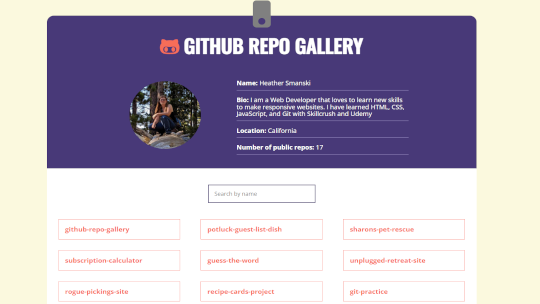 GITHUB REPO GALLERY
Name: Heather Smanski
Bio: I am a Web Developer that loves to learn new skills
to make responsive websites. I have learned HTML, CSS,
JavaScript, and Git with Skillcrush and Udemy
Location: California
Number of public repos: 17
Search by name
github-repo-gallery
potluck-guest-list-dish
sharons-pet-rescue
subscription-calculator
guess-the-word
unplugged-retreat-site
rogue-pickings-site
recipe-cards-project
git-practice